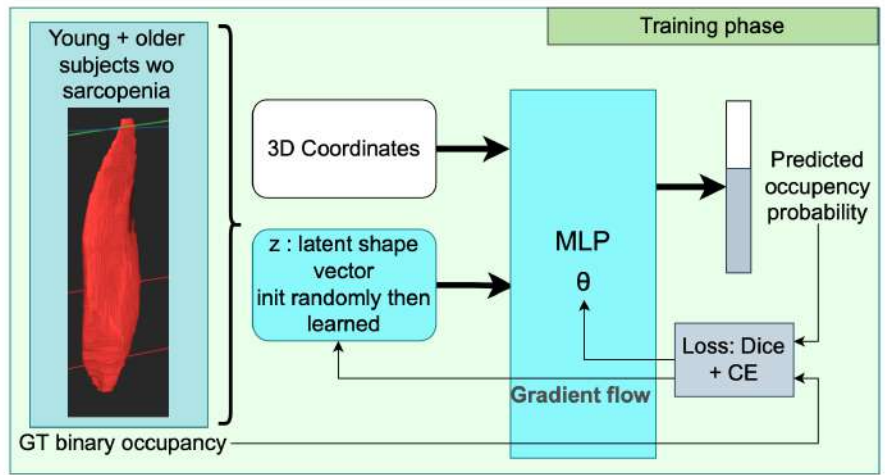 Training phase
Young + older
subjects wo
sarcopenia
3D Coordinates
z : latent shape
vector
init randomly then
learned
MLP
θ
Predicted
occupency
probability
Loss: Dice
+ CE
Gradient flow
GT binary occupancy